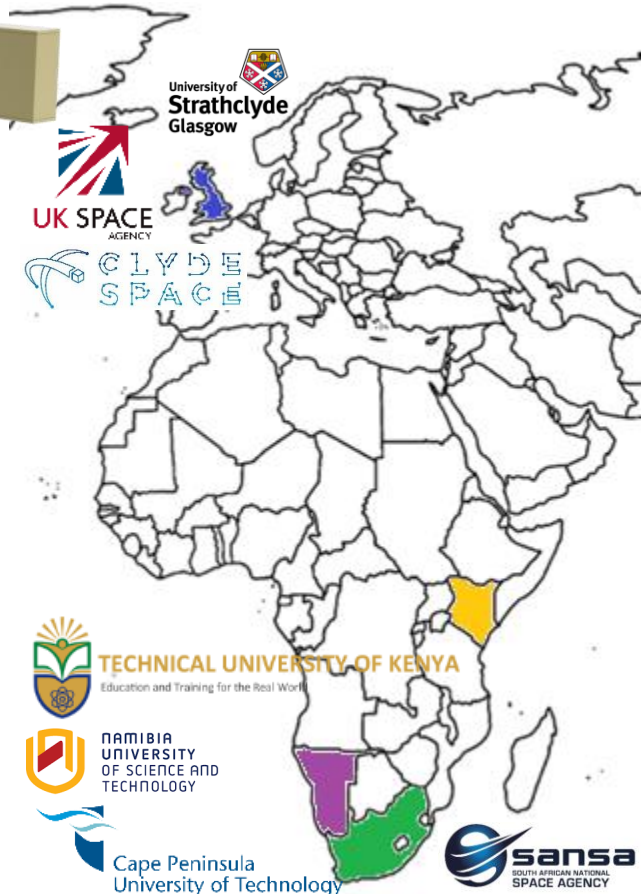 University of
Strathclyde
Glasgow
UK SPACE
AGENCY
CLYDE
SPACE
TECHNICAL UNIVERSITY OF KENYA
Education and Training for the Real World
NAMIBIA
UNIVERSITY
OF SCIENCE AND
TECHNOLOGY
Cape Peninsula
University of Technology
sansa
SOUTH AFRICAN NATIONAL
SPACE AGENCY